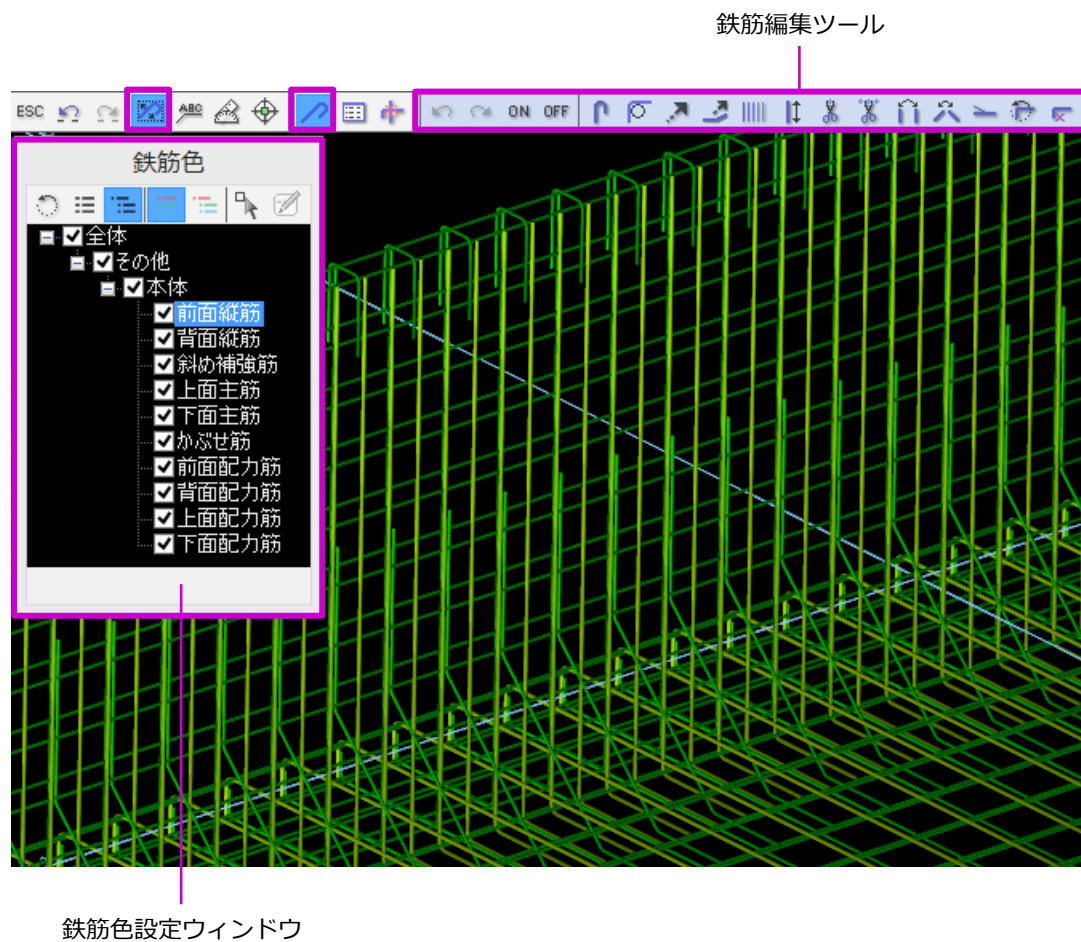 鉄筋編集ツール
ESC ABC ON OFF
鉄筋色
全体
その他
本体
前面縦筋
背面縦筋
斜め補強筋
上面主筋
下面主筋
かぶせ筋
前面配力筋
背面配力筋
上面配力筋
下面配力筋
鉄筋色設定ウィンドウ